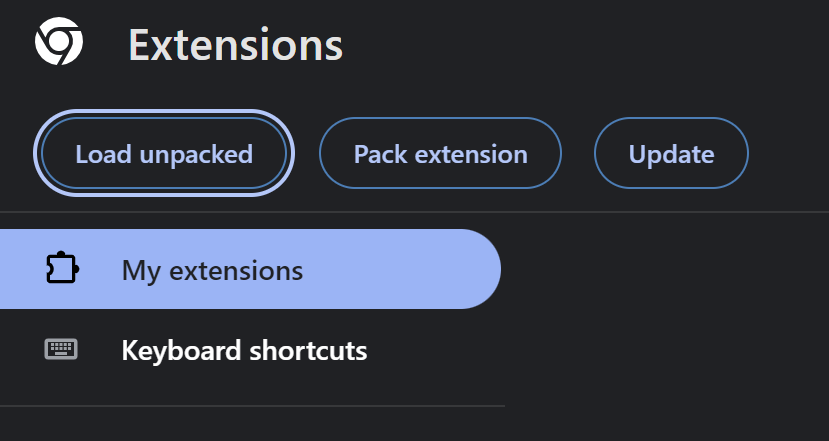 Extensions
Load unpacked
Pack extension
Update
My extensions
Keyboard shortcuts